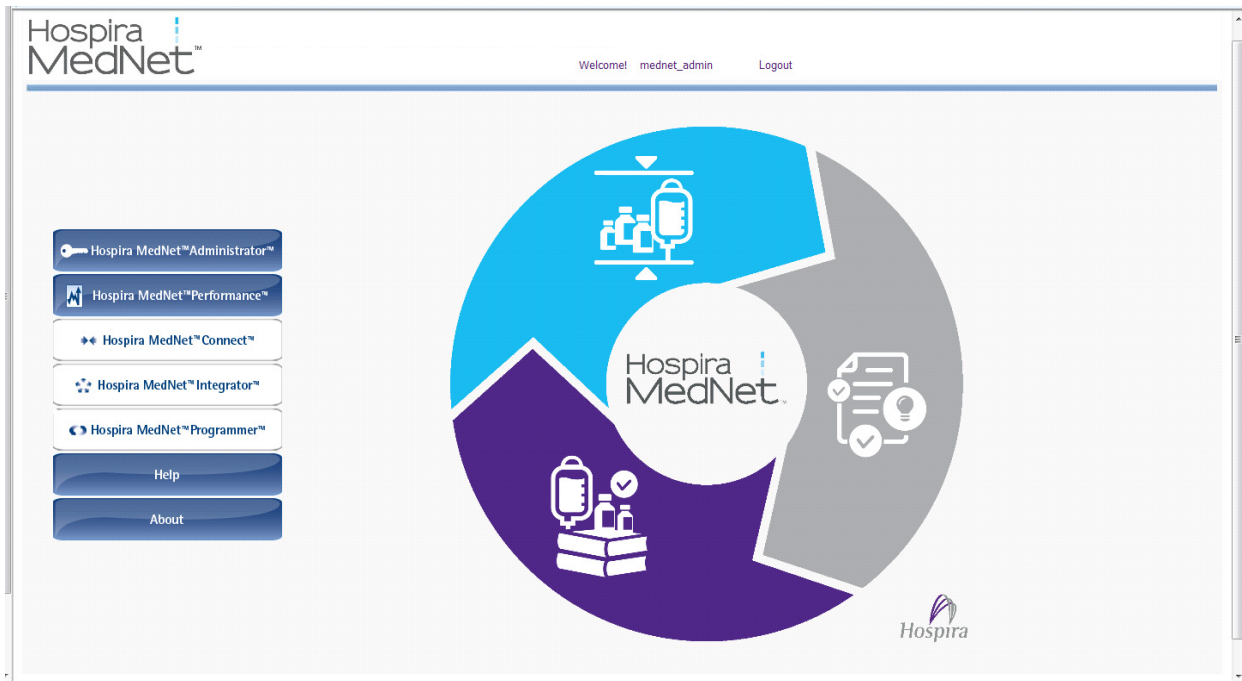 Hospira
MedNet™
Welcome! mednet_admin Logout
Hospira MedNet™Administrator™
Hospira MedNet™Performance™
Hospira MedNet™Connect™
Hospira MedNet™Integrator™
Hospira MedNet™Programmer™
Help
About
Hospira
MedNet™
Hospira